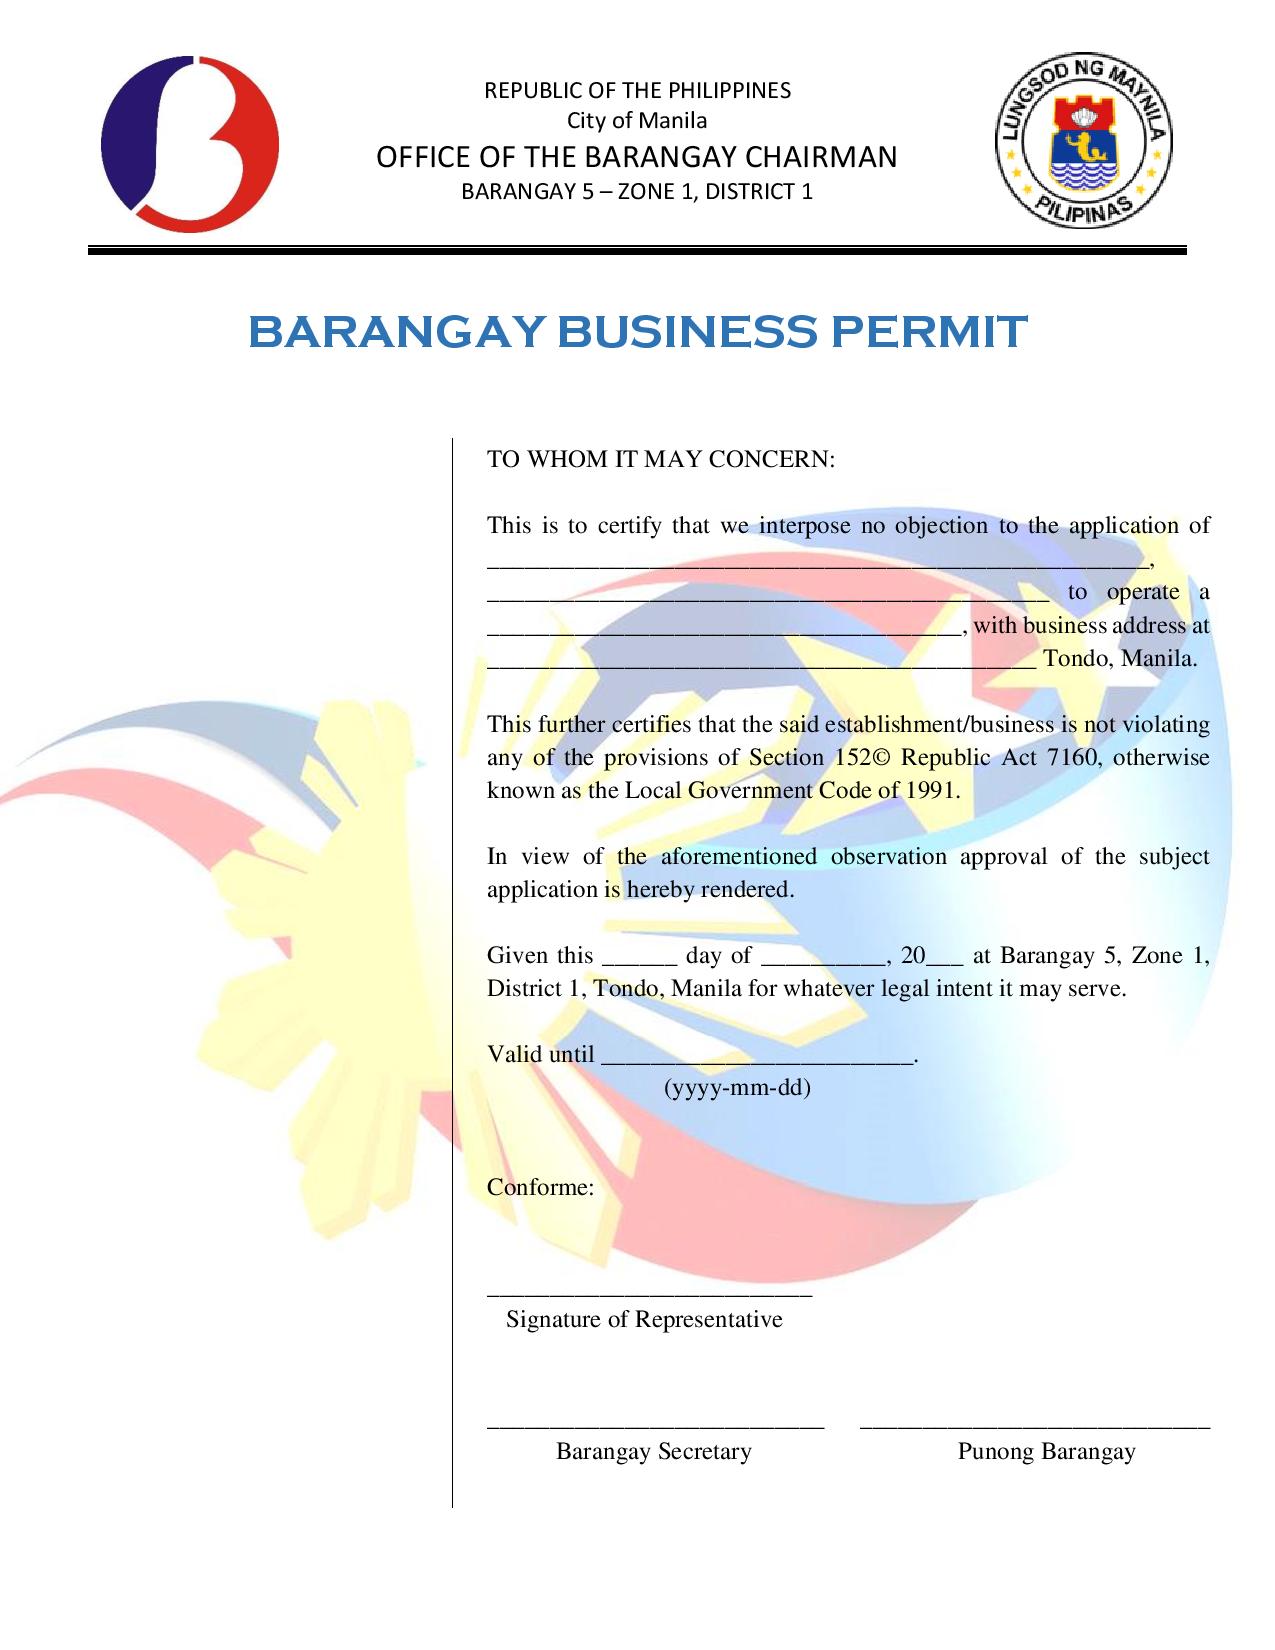 REPUBLIC OF THE PHILIPPINES
City of Manila
OFFICE OF THE BARANGAY CHAIRMAN
BARANGAY 5 – ZONE 1, DISTRICT 1
LUNGSOD NG MAYNILA
PILIPINAS
BARANGAY BUSINESS PERMIT
TO WHOM IT MAY CONCERN:
This is to certify that we interpose no objection to the application of
_____________________________________________________,
_____________________________________________ to operate a
______________________________________, with business address at
____________________________________________ Tondo, Manila.
This further certifies that the said establishment/business is not violating
any of the provisions of Section 152© Republic Act 7160, otherwise
known as the Local Government Code of 1991.
In view of the aforementioned observation approval of the subject
application is hereby rendered.
Given this ______ day of __________, 20___ at Barangay 5, Zone 1,
District 1, Tondo, Manila for whatever legal intent it may serve.
Valid until _________________________.
(yyyy-mm-dd)
Conforme:
__________________________
Signature of Representative
___________________________ ____________________________
Barangay Secretary Punong Barangay